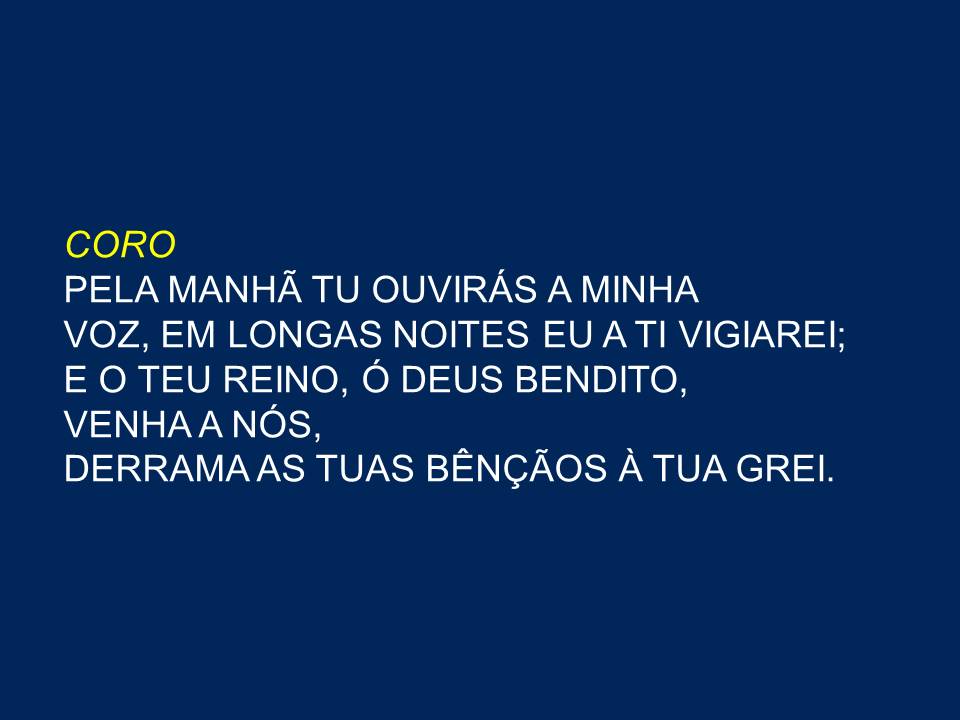 CORO
PELA MANHÃ TU OUVIRÁS A MINHA
VOZ, EM LONGAS NOITES EU A TI VIGIAREI;
E O TEU REINO, Ó DEUS BENDITO,
VENHA A NÓS,
DERRAMA AS TUAS BÊNÇÃOS À TUA GREI.